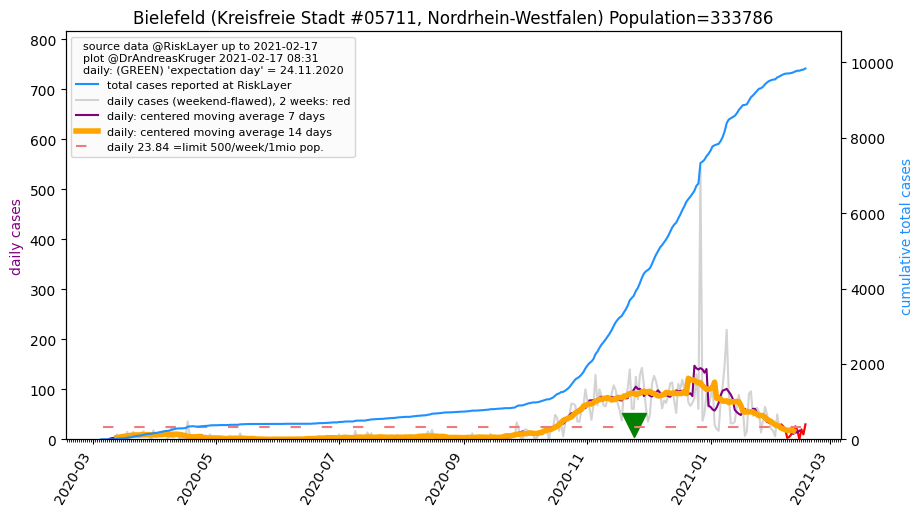 Bielefeld (Kreisfreie Stadt #05711, Nordrhein-Westfalen) Population=333786
source data @RiskLayer up to 2021-02-17
plot @DrAndreasKruger 2021-02-17 08:31
daily: (GREEN) 'expectation day' = 24.11.2020
total cases reported at RiskLayer
daily cases (weekend-flawed), 2 weeks: red
daily: centered moving average 7 days
daily: centered moving average 14 days
daily 23.84 =limit 500/week/1mio pop.
daily cases
800
700
600
500
400
300
200
100
0
cumulative total cases
10000
8000
6000
4000
2000
0
2020-03
2020-05
2020-07
2020-09
2020-11
2021-01
2021-03